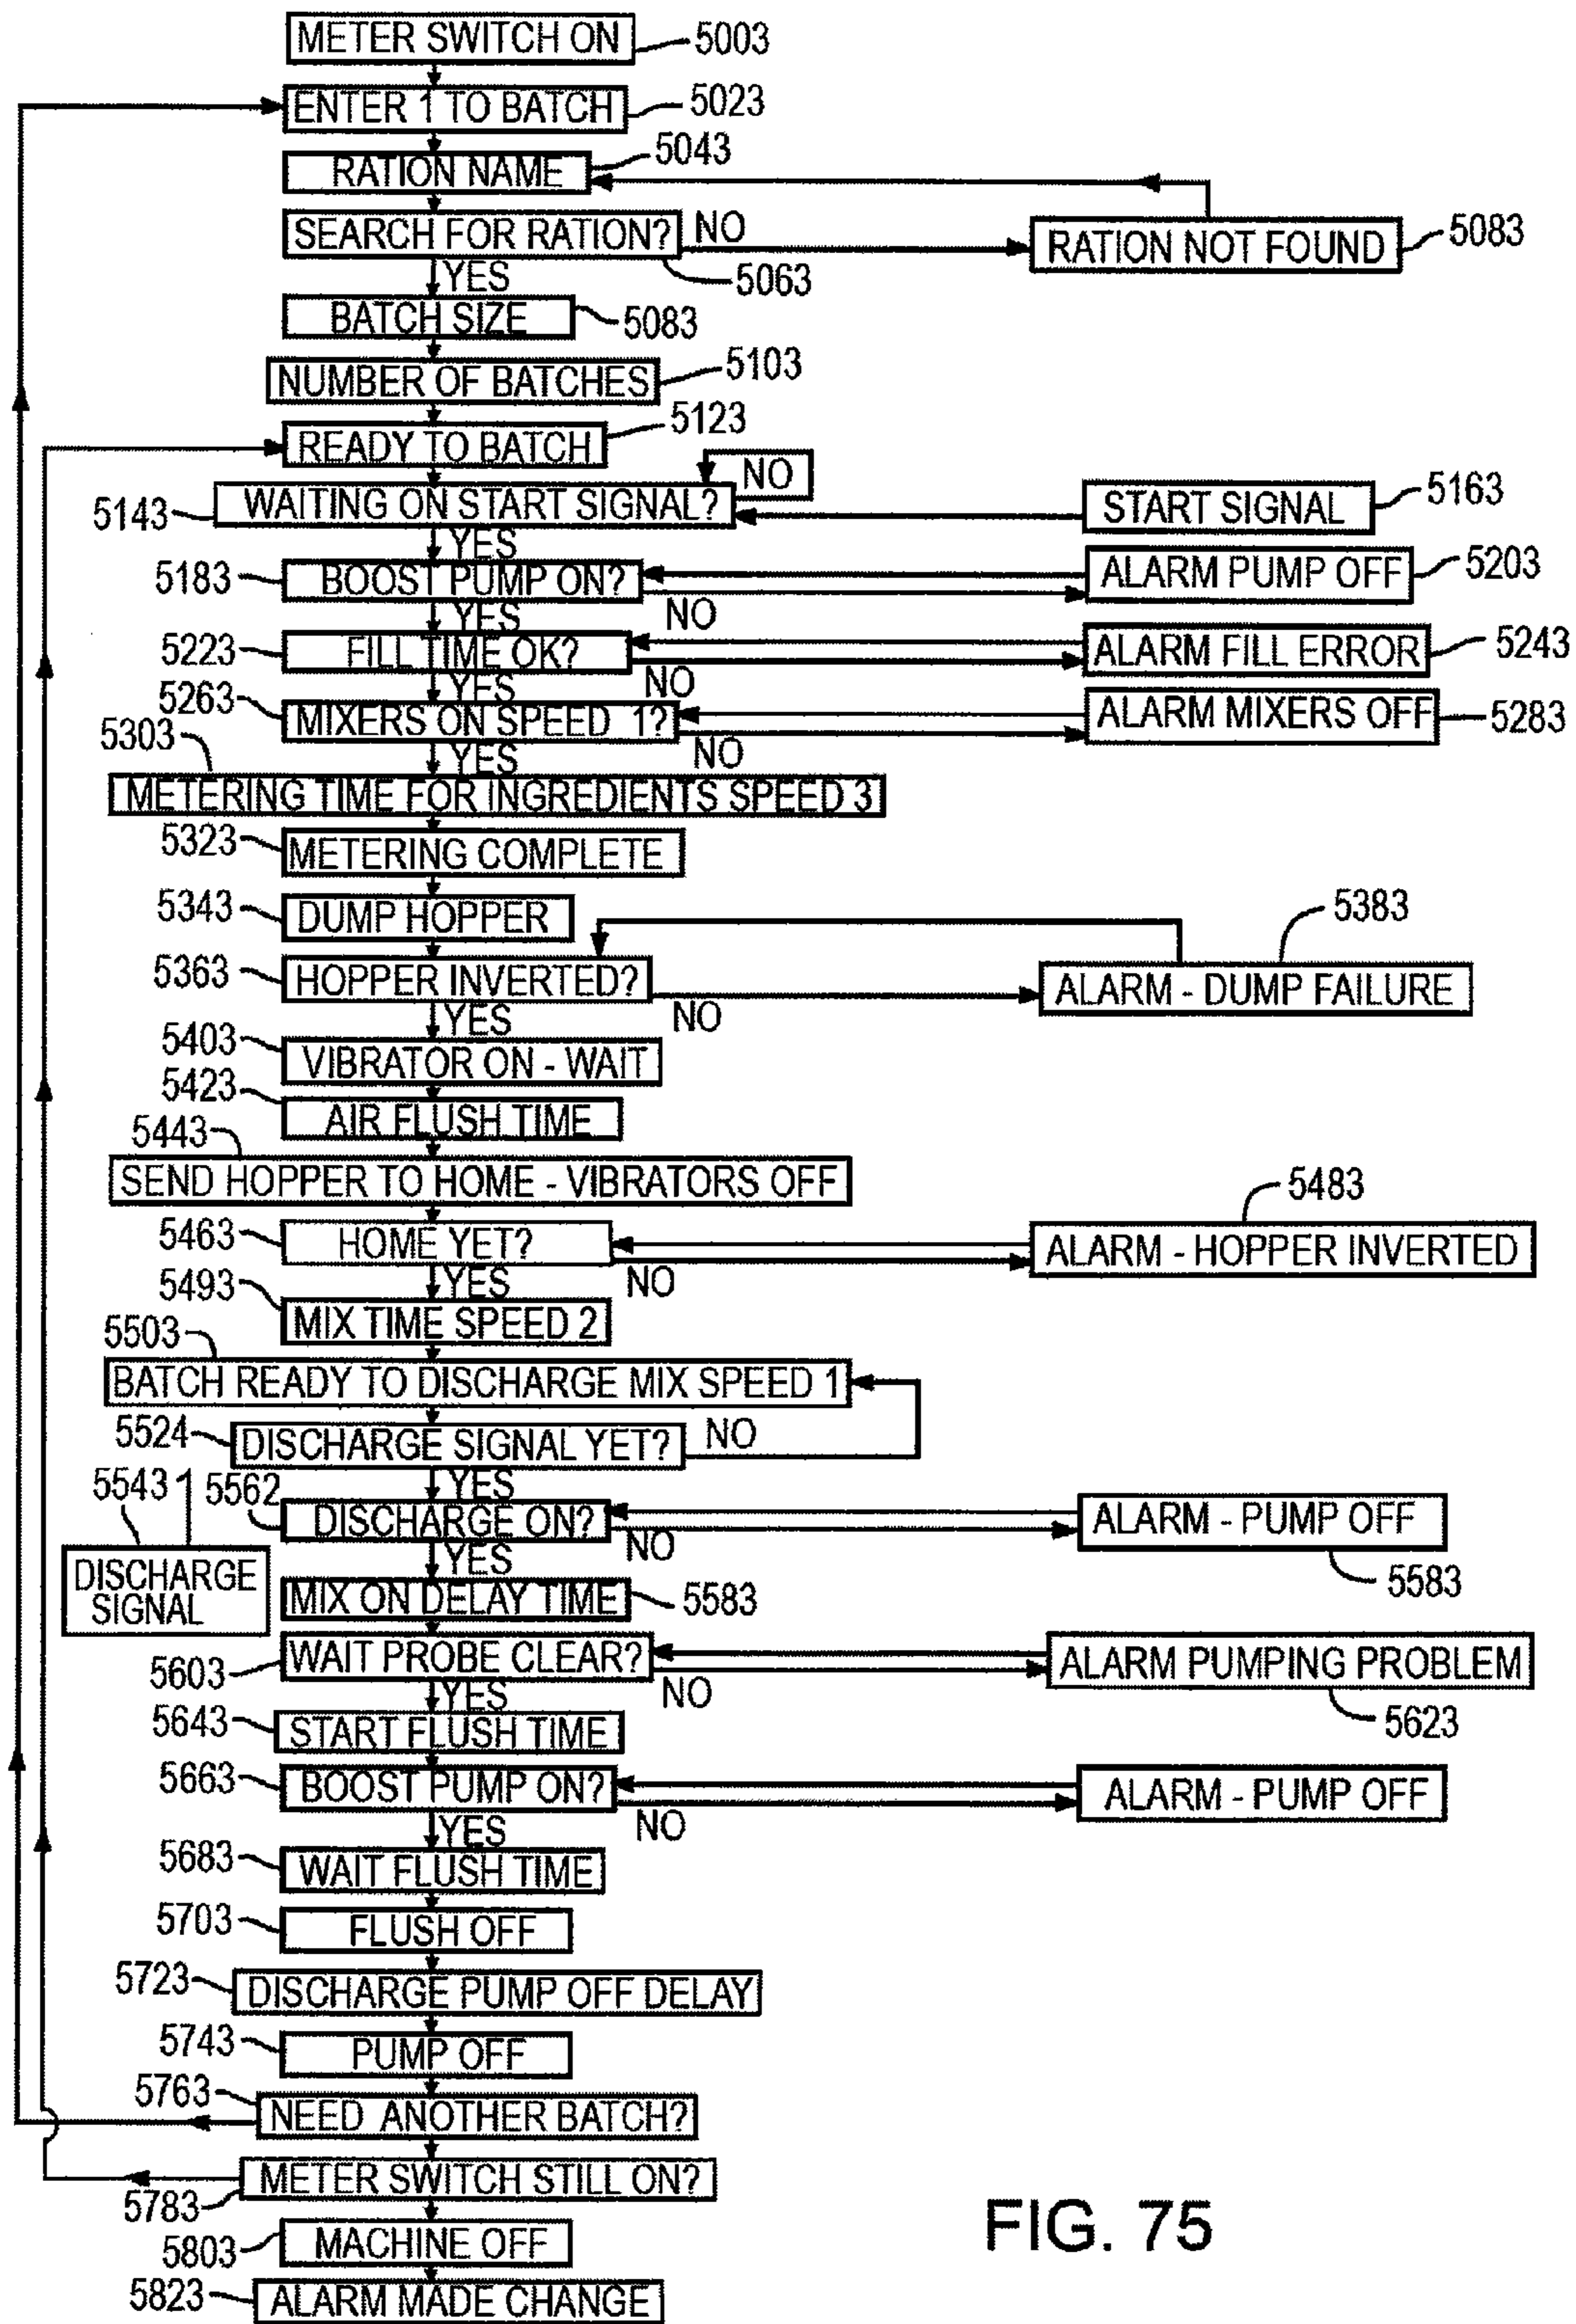 METER SWITCH ON 5003
ENTER 1 TO BATCH 5023
RATION NAME 5043
SEARCH FOR RATION? NO RATION NOT FOUND 5083
YES 5063
BATCH SIZE 5083
NUMBER OF BATCHES 5103
READY TO BATCH 5123
NO
5143 WAITING ON START SIGNAL? START SIGNAL 5163
YES
5183 BOOST PUMP ON? ALARM PUMP OFF 5203
YES NO
5223 FILL TIME OK? ALARM FILL ERROR 5243
YES NO
5263 MIXERS ON SPEED 1? ALARM MIXERS OFF 5283
YES NO
5303
METERING TIME FOR INGREDIENTS SPEED 3
5323 METERING COMPLETE
5343 DUMP HOPPER 5383
5363 HOPPER INVERTED? ALARM - DUMP FAILURE
YES NO
5403 VIBRATOR ON - WAIT
5423 AIR FLUSH TIME
5443
SEND HOPPER TO HOME - VIBRATORS OFF
5483
5463 HOME YET? ALARM - HOPPER INVERTED
YES NO
5493 MIX TIME SPEED 2
5503
BATCH READY TO DISCHARGE MIX SPEED 1
5524 DISCHARGE SIGNAL YET? NO
YES
5543 5562 DISCHARGE ON? ALARM - PUMP OFF
YES NO
DISCHARGE
SIGNAL
MIX ON DELAY TIME 5583 5583
5603 WAIT PROBE CLEAR? ALARM PUMPING PROBLEM
YES NO
5643 START FLUSH TIME 5623
5663 BOOST PUMP ON? ALARM - PUMP OFF
YES NO
5683 WAIT FLUSH TIME
5703 FLUSH OFF
5723 DISCHARGE PUMP OFF DELAY
5743 PUMP OFF
5763 NEED ANOTHER BATCH?
METER SWITCH STILL ON?
5783
5803 MACHINE OFF
5823 ALARM MADE CHANGE
FIG. 75